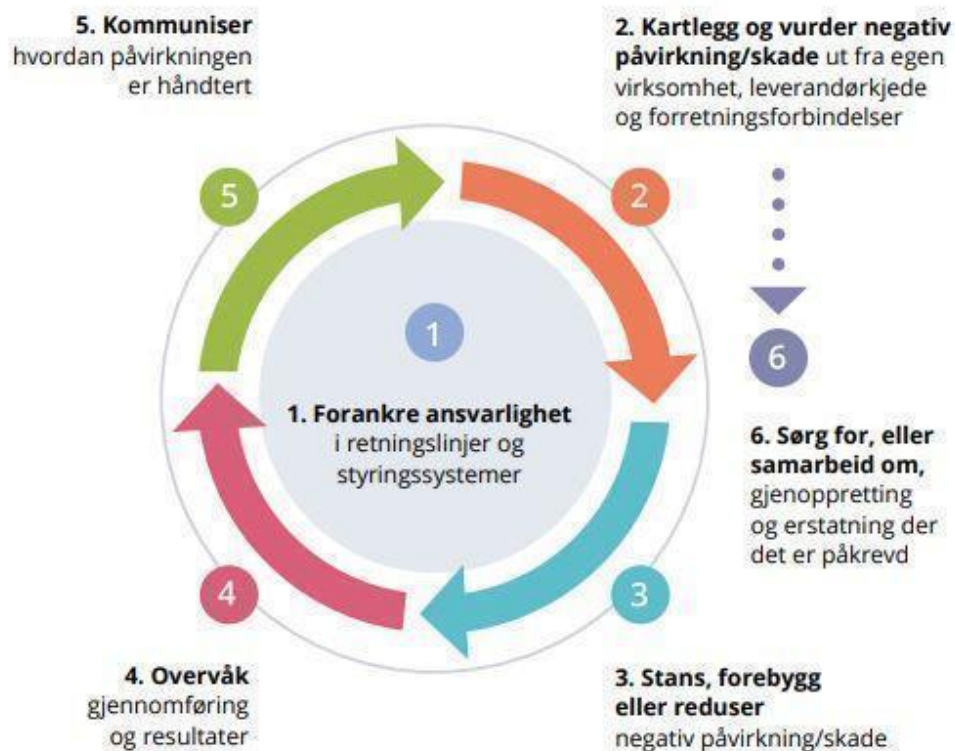 5. Kommuniser
hvordan påvirkningen
er håndtert
2. Kartlegg og vurder negativ
påvirkning/skade ut fra egen
virksomhet, leverandørkjede
og forretningsforbindelser
5
2
1
6
1. Forankre ansvarlighet
i retningslinjer og
styringssystemer
6. Sørg for, eller
samarbeid om,
gjenoppretting
og erstatning der
det er påkrevd
4
3
4. Overvåk
gjennomføring
og resultater
3. Stans, forebygg
eller reduser
negativ påvirkning/skade